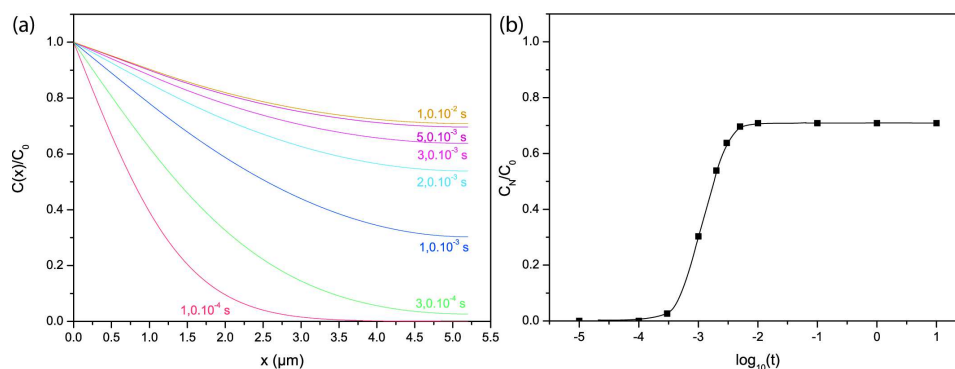 (a)
C(x)/C₀
1.0
0.8
0.6
0.4
0.2
0.0
1,0.10⁻² s
5,0.10⁻³ s
3,0.10⁻³ s
2,0.10⁻³ s
1,0.10⁻³ s
3,0.10⁻⁴ s
1,0.10⁻⁴ s
0.0 0.5 1.0 1.5 2.0 2.5 3.0 3.5 4.0 4.5 5.0 5.5
x (μm)
(b)
C_N/C₀
1.0
0.8
0.6
0.4
0.2
0.0
-5 -4 -3 -2 -1 0 1
log₁₀(t)